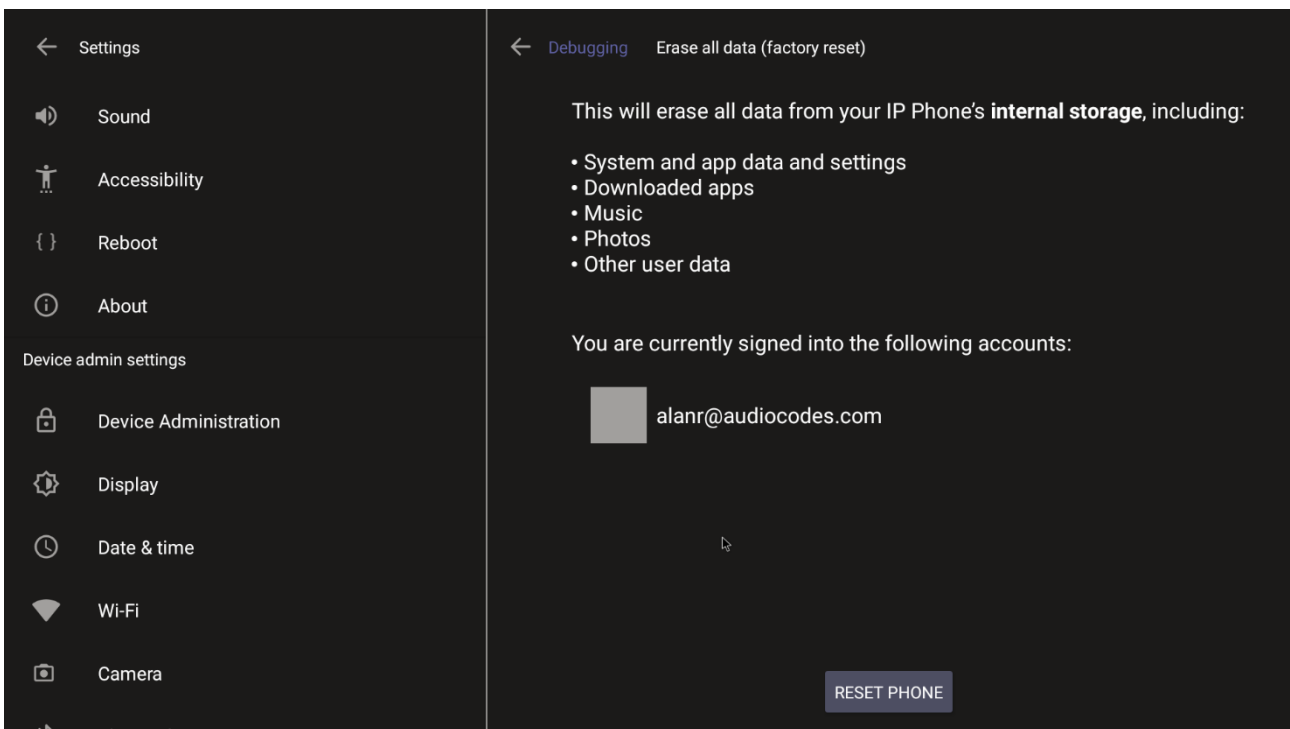 Settings
Sound
Accessibility
{ } Reboot
About
Device admin settings
Device Administration
Display
Date & time
Wi-Fi
Camera
Debugging Erase all data (factory reset)
This will erase all data from your IP Phone’s internal storage, including:
• System and app data and settings
• Downloaded apps
• Music
• Photos
• Other user data
You are currently signed into the following accounts:
alanr@audiocodes.com
RESET PHONE